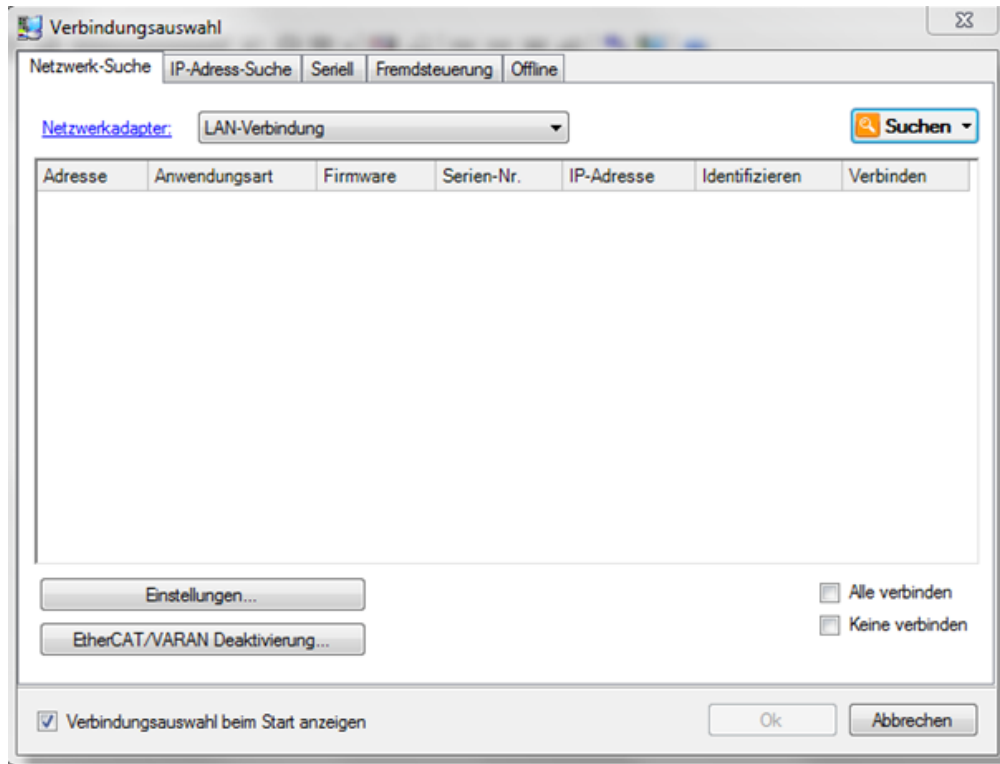 Verbindungsauswahl
Netzwerk-Suche IP-Adress-Suche Seriell Fremdsteuerung Offline
Netzwerkadapter: LAN-Verbindung Suchen
Adresse Anwendungsart Firmware Serien-Nr. IP-Adresse Identifizieren Verbinden
Einstellungen... Alle verbinden
EtherCAT/VARAN Deaktivierung... Keine verbinden
Verbindungsauswahl beim Start anzeigen Ok Abbrechen